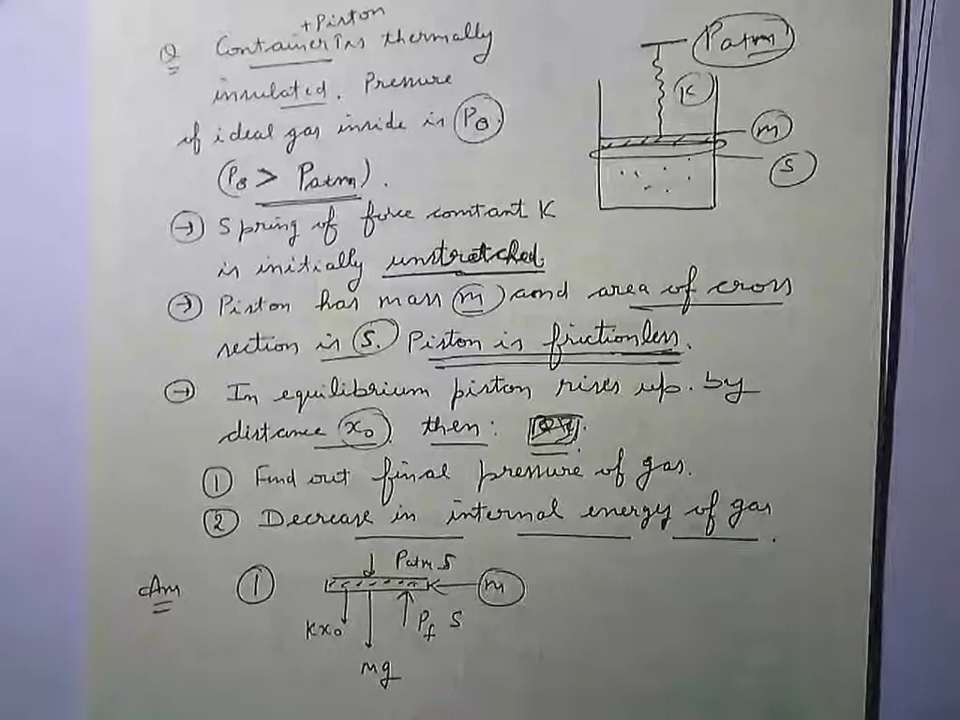 +Piston
Q Container is thermally
insulated. Pressure
of ideal gas inside is P0
(P0 > Patm).
→ Spring of force constant K
is initially unstretched.
→ Piston has mass m and area of cross
section is S. Piston is frictionless.
→ In equilibrium piston rises up. by
distance x0, then:
① Find out final pressure of gas.
② Decrease in internal energy of gas.
Patm
K
m
S
Ans ①
Patm S
m
Kx0
Pf S
mg